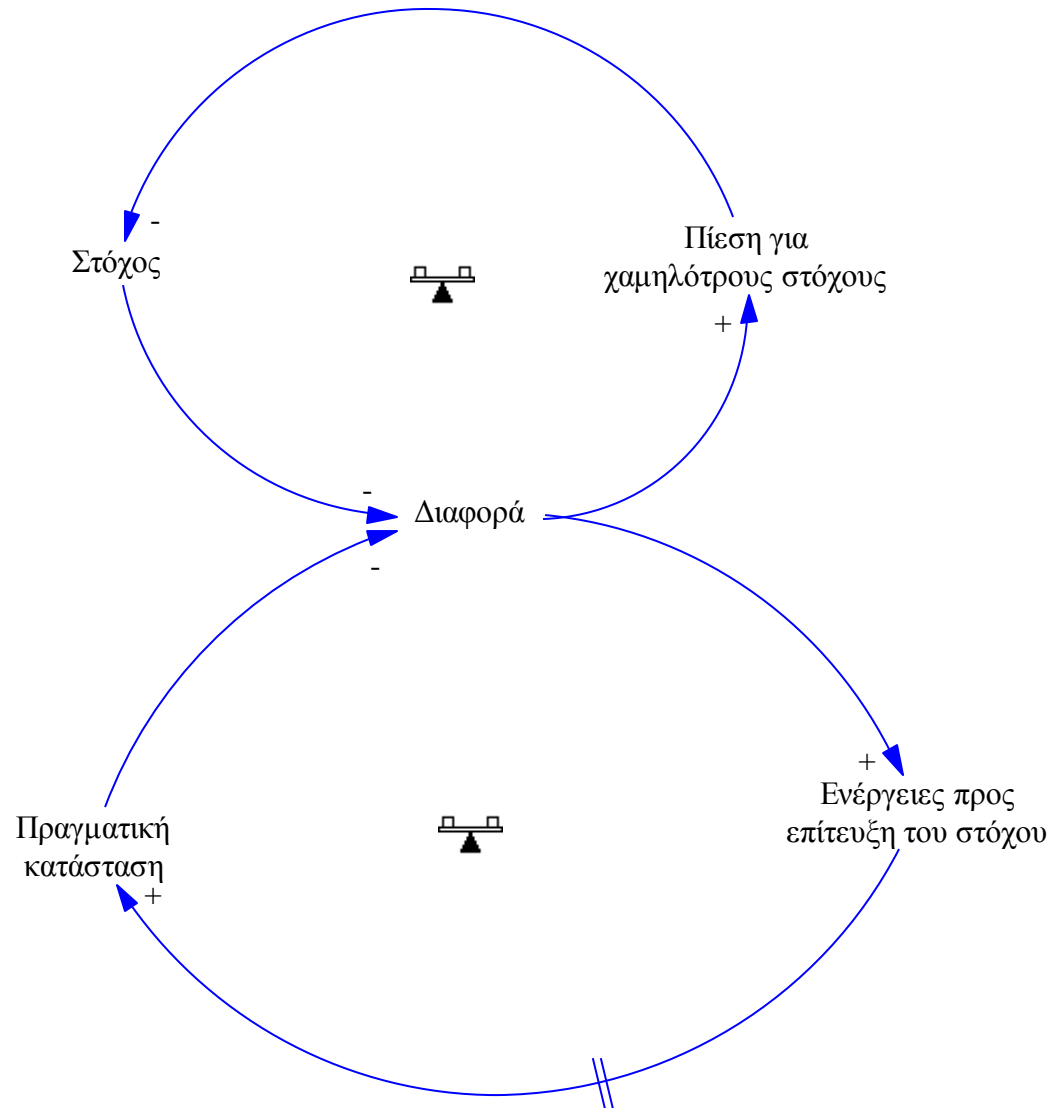 -
Στόχος
Πίεση για
χαμηλότρους στόχους
+
-
Διαφορά
-
+
Ενέργειες προς
επίτευξη του στόχου
Πραγματική
κατάσταση
+